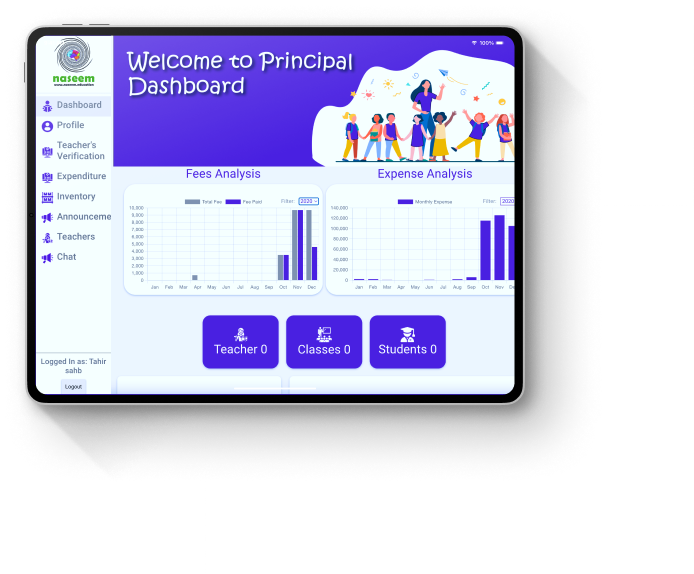 100%
naseem
www.naseem.education
Welcome to Principal
Dashboard
Dashboard
Profile
Teacher's
Verification
Expenditure
Inventory
Announceme
Teachers
Chat
Logged In as: Tahir
sahb
Logout
Fees Analysis
Total Fee Fee Paid Filter: 2020
10,000
9,000
8,000
7,000
6,000
5,000
4,000
3,000
2,000
1,000
0
Jan Feb Mar Apr May Jun Jul Aug Sep Oct Nov Dec
Expense Analysis
Monthly Expense Filter: 2020
140,000
120,000
100,000
80,000
60,000
40,000
20,000
0
Jan Feb Mar Apr May Jun Jul Aug Sep Oct Nov Dec
Teacher 0
Classes 0
Students 0